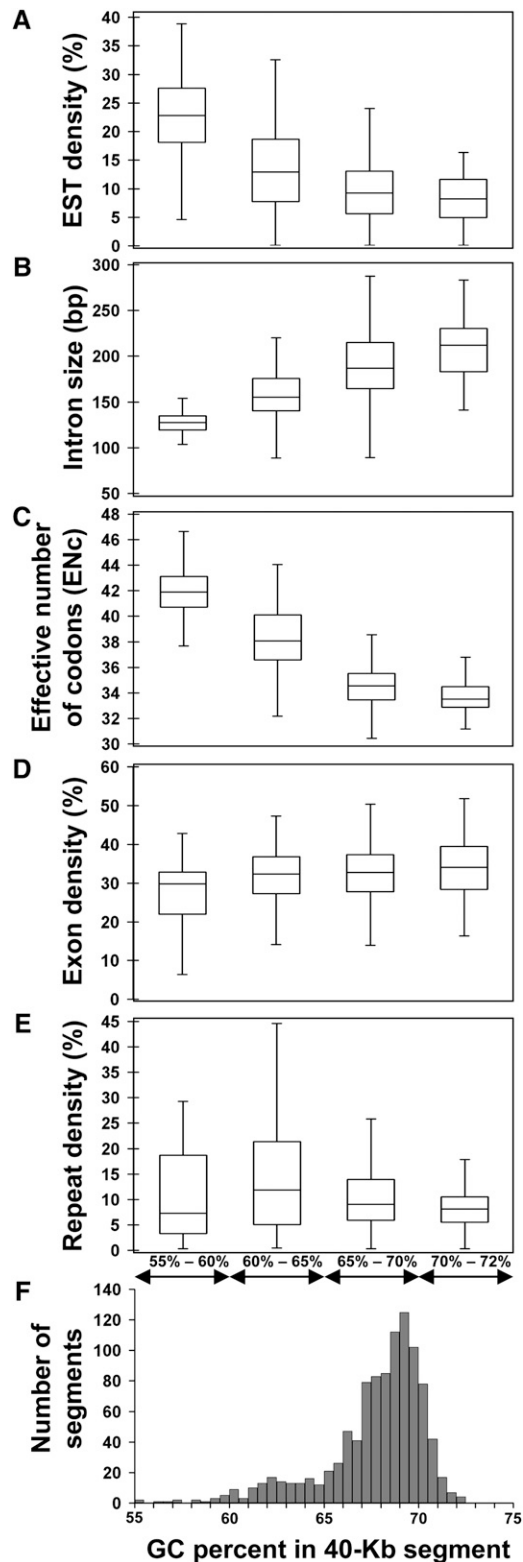 A
EST density (%)
40
35
30
25
20
15
10
5
0
B
Intron size (bp)
300
250
200
150
100
50
C
Effective number
of codons (ENc)
48
46
44
42
40
38
36
34
32
30
D
Exon density (%)
60
50
40
30
20
10
0
E
Repeat density (%)
45
40
35
30
25
20
15
10
5
0
55% – 60% 60% – 65% 65% – 70% 70% – 72%
F
Number of
segments
140
120
100
80
60
40
20
0
55 60 65 70 75
GC percent in 40-Kb segment